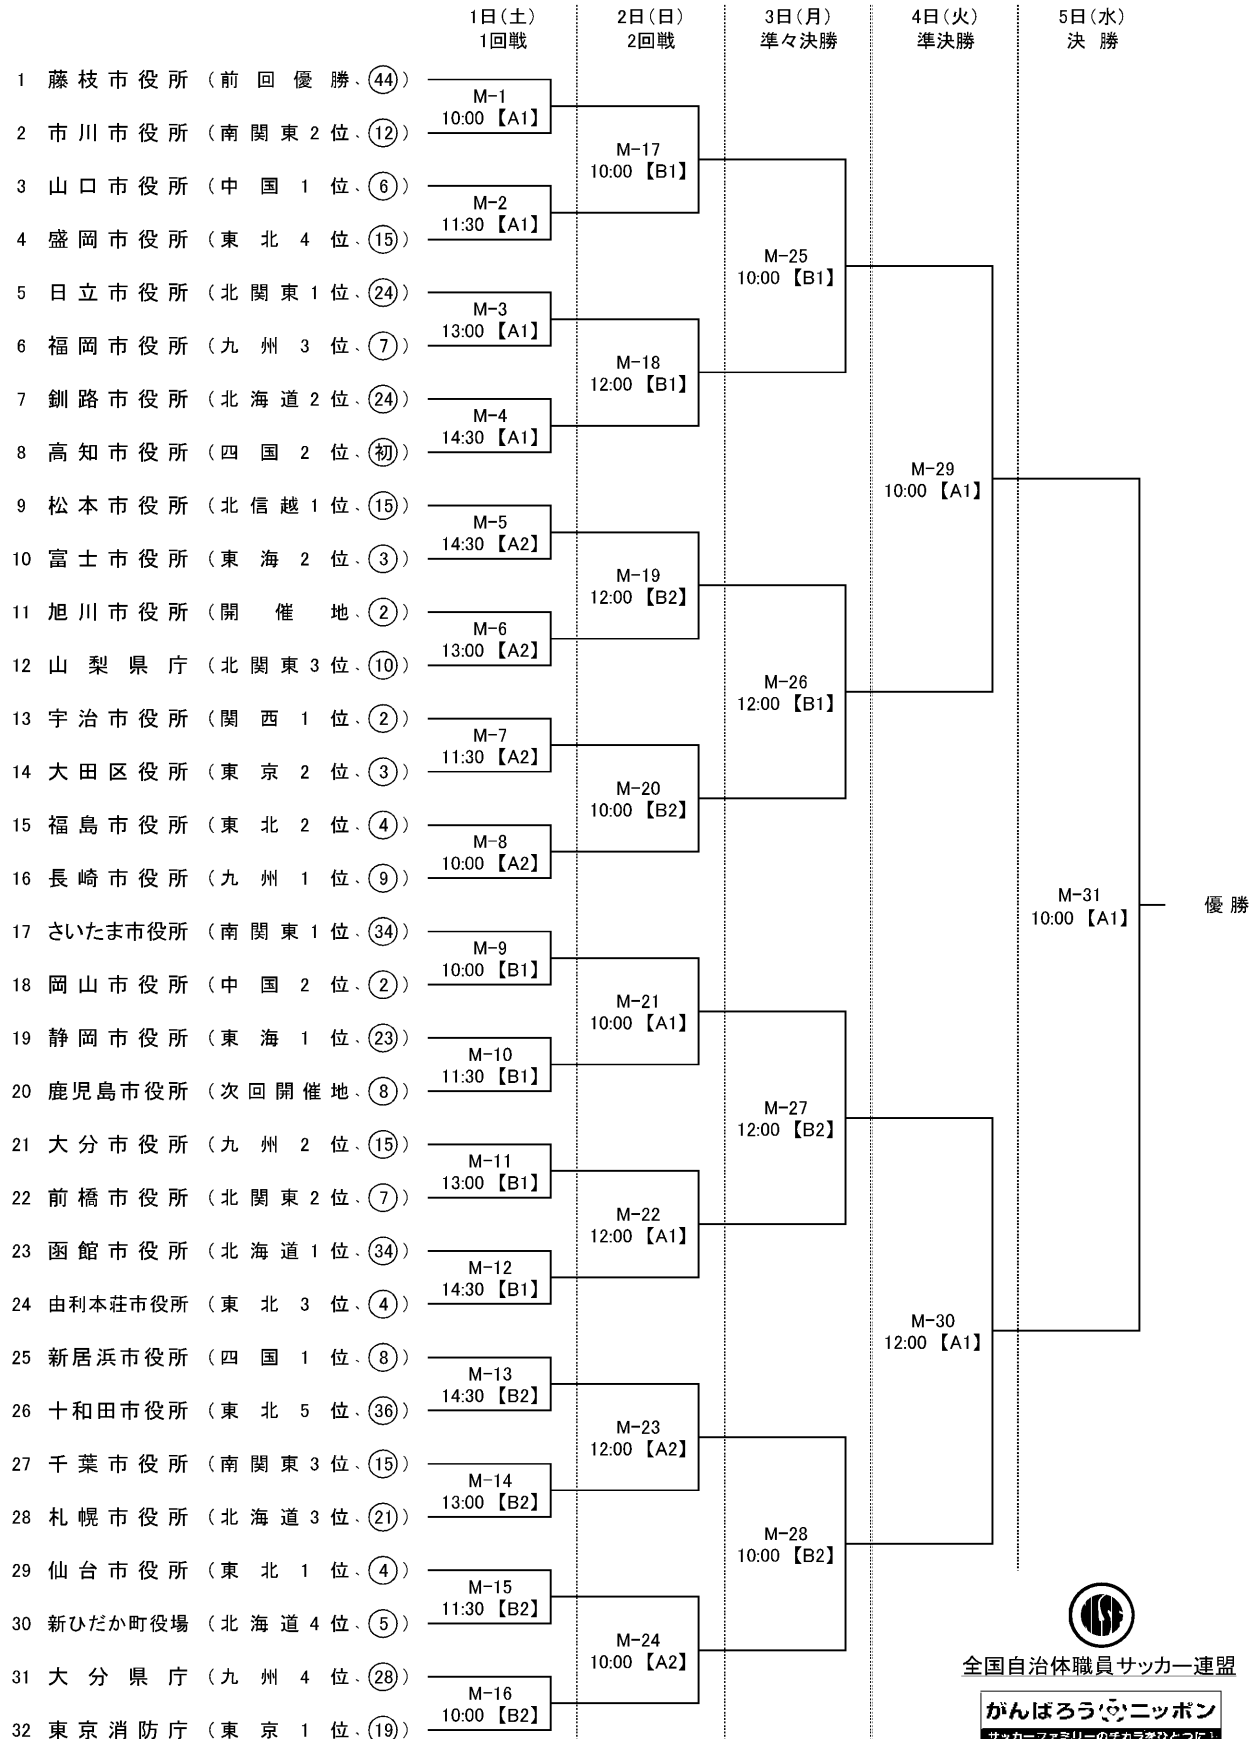 1日(土) 2日(日) 3日(月) 4日(火) 5日(水)
1回戦 2回戦 準々決勝 準決勝 決 勝
1 藤枝市役所 (前回優勝、㊹)
M-1
10:00 【A1】
2 市川市役所 (南関東2位、⑫)
M-17
10:00 【B1】
3 山口市役所 (中国1位、⑥)
M-2
11:30 【A1】
4 盛岡市役所 (東北4位、⑮)
M-25
10:00 【B1】
5 日立市役所 (北関東1位、㉔)
M-3
13:00 【A1】
6 福岡市役所 (九州3位、⑦)
M-18
12:00 【B1】
7 釧路市役所 (北海道2位、㉔)
M-4
14:30 【A1】
8 高知市役所 (四国2位、初)
M-29
10:00 【A1】
9 松本市役所 (北信越1位、⑮)
M-5
14:30 【A2】
10 富士市役所 (東海2位、③)
M-19
12:00 【B2】
11 旭川市役所 (開催地、②)
M-6
13:00 【A2】
12 山梨県庁 (北関東3位、⑩)
M-26
12:00 【B1】
13 宇治市役所 (関西1位、②)
M-7
11:30 【A2】
14 大田区役所 (東京2位、③)
M-20
10:00 【B2】
15 福島市役所 (東北2位、④)
M-8
10:00 【A2】
16 長崎市役所 (九州1位、⑨)
M-31
10:00 【A1】
優勝
17 さいたま市役所 (南関東1位、㉞)
M-9
10:00 【B1】
18 岡山市役所 (中国2位、②)
M-21
10:00 【A1】
19 静岡市役所 (東海1位、㉓)
M-10
11:30 【B1】
20 鹿児島市役所 (次回開催地、⑧)
M-27
12:00 【B2】
21 大分市役所 (九州2位、⑮)
M-11
13:00 【B1】
22 前橋市役所 (北関東2位、⑦)
M-22
12:00 【A1】
23 函館市役所 (北海道1位、㉞)
M-12
14:30 【B1】
24 由利本荘市役所 (東北3位、④)
M-30
12:00 【A1】
25 新居浜市役所 (四国1位、⑧)
M-13
14:30 【B2】
26 十和田市役所 (東北5位、㊱)
M-23
12:00 【A2】
27 千葉市役所 (南関東3位、⑮)
M-14
13:00 【B2】
28 札幌市役所 (北海道3位、㉑)
M-28
10:00 【B2】
29 仙台市役所 (東北1位、④)
M-15
11:30 【B2】
30 新ひだか町役場 (北海道4位、⑤)
M-24
10:00 【A2】
31 大分県庁 (九州4位、㉘)
M-16
10:00 【B2】
32 東京消防庁 (東京1位、⑲)
全国自治体職員サッカー連盟
がんばろうニッポン
サッカーファミリーのチカラをひとつに!